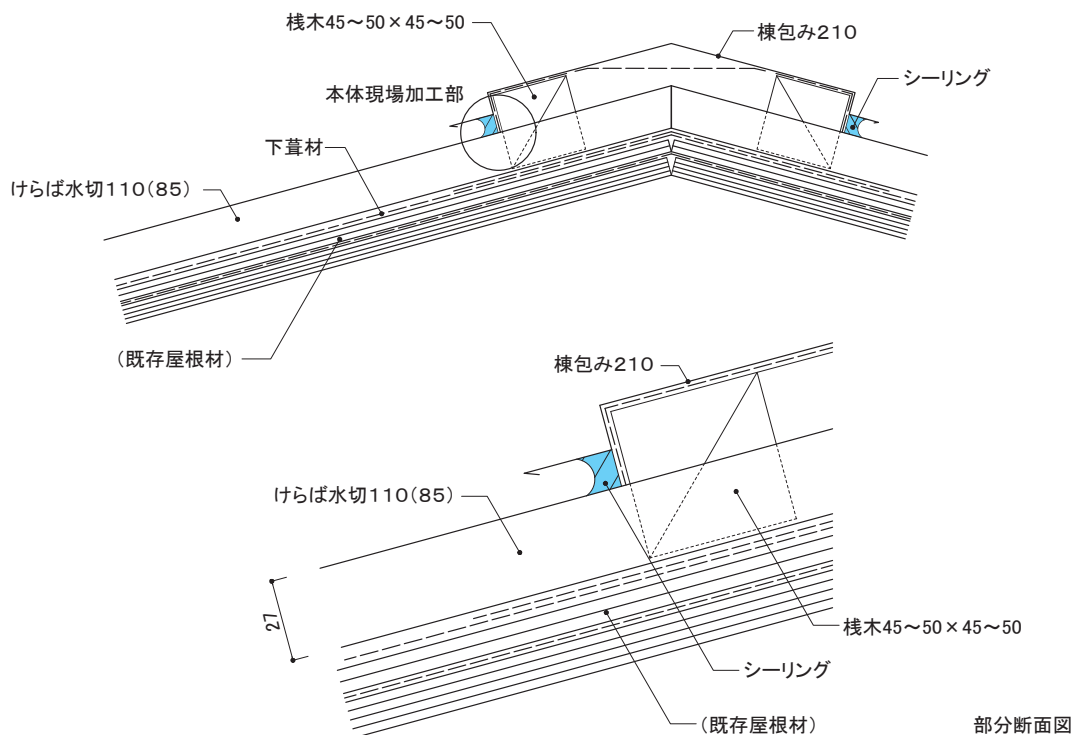 桟木45～50×45～50
棟包み210
シーリング
本体現場加工部
下葺材
けらば水切110(85)
(既存屋根材)
棟包み210
けらば水切110(85)
27
桟木45～50×45～50
シーリング
(既存屋根材)
部分断面図